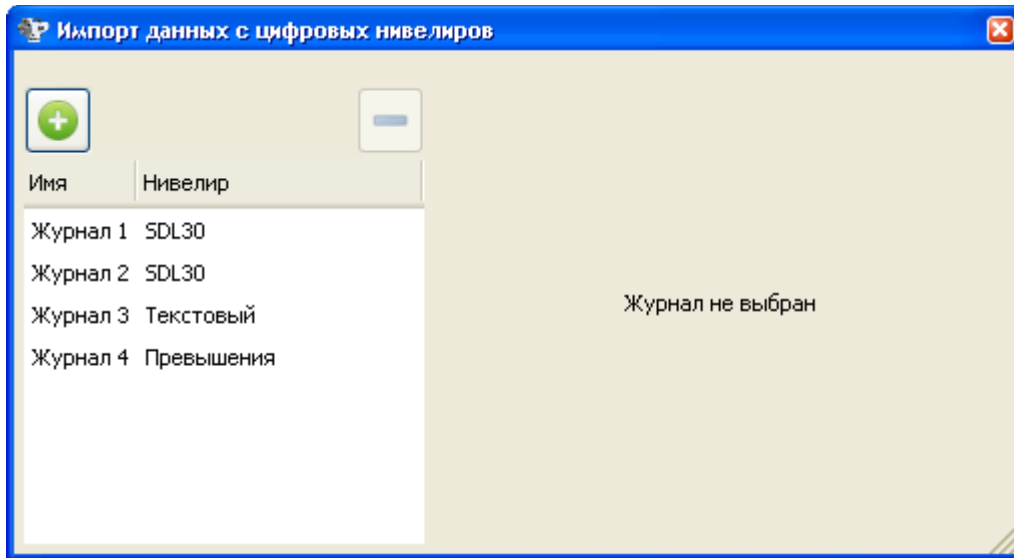 Импорт данных с цифровых нивелиров
Имя Нивелир
Журнал 1 SDL30
Журнал 2 SDL30
Журнал 3 Текстовый
Журнал 4 Превышения
Журнал не выбран